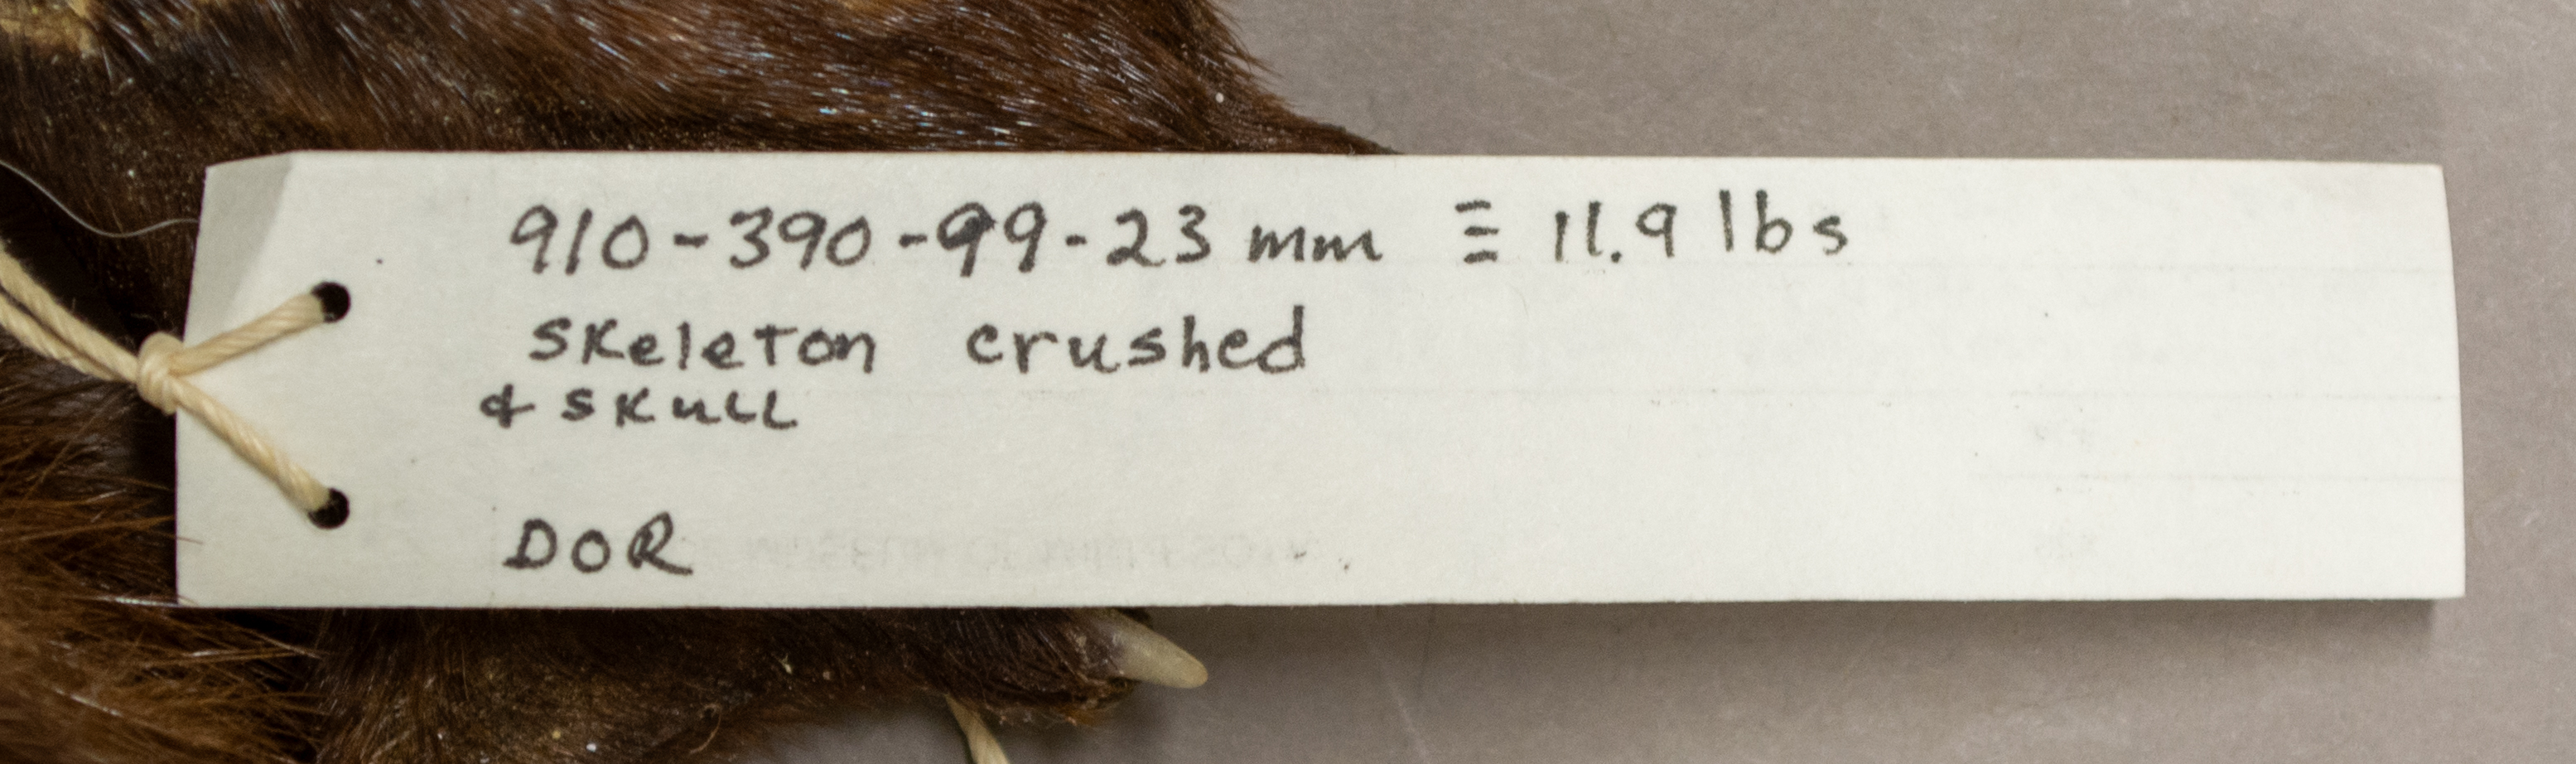 910-390-99-23 mm ≡ 11.9 lbs
Skeleton crushed
& skull
DOR